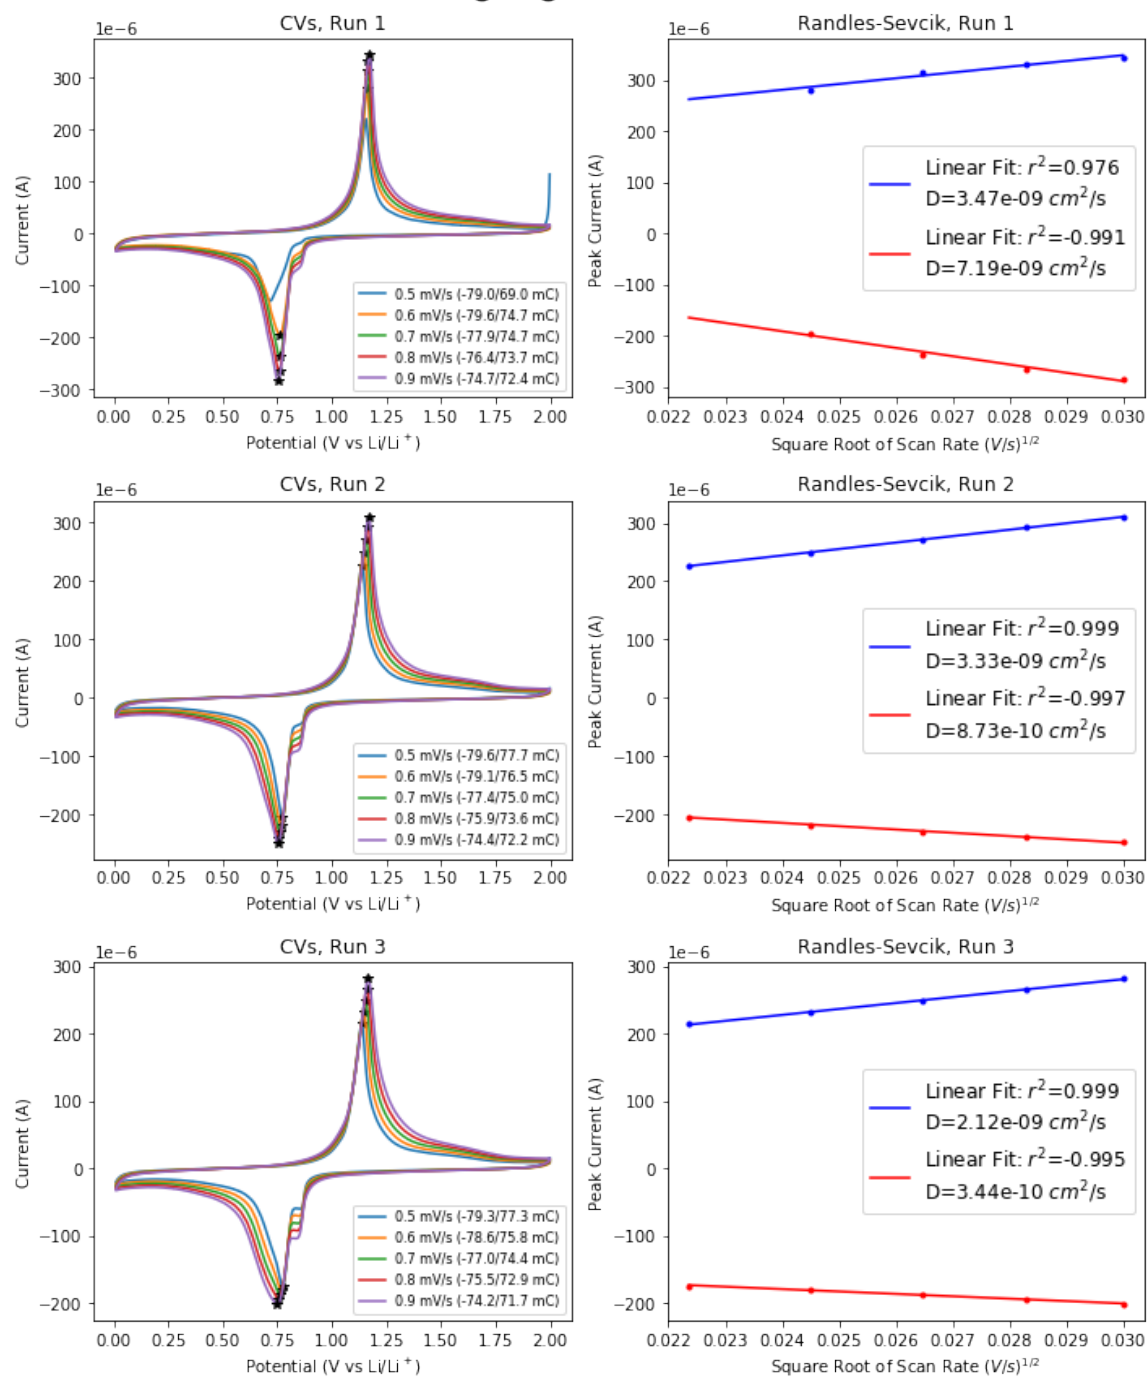 CVs, Run 1
1e−6
300
200
100
0
−100
−200
−300
Current (A)
0.5 mV/s (-79.0/69.0 mC)
0.6 mV/s (-79.6/74.7 mC)
0.7 mV/s (-77.9/74.7 mC)
0.8 mV/s (-76.4/73.7 mC)
0.9 mV/s (-74.7/72.4 mC)
0.00 0.25 0.50 0.75 1.00 1.25 1.50 1.75 2.00
Potential (V vs Li/Li⁺)
Randles-Sevcik, Run 1
1e−6
300
200
100
0
−100
−200
−300
Peak Current (A)
Linear Fit: r²=0.976
D=3.47e-09 cm²/s
Linear Fit: r²=-0.991
D=7.19e-09 cm²/s
0.022 0.023 0.024 0.025 0.026 0.027 0.028 0.029 0.030
Square Root of Scan Rate (V/s)^1/2
CVs, Run 2
1e−6
300
200
100
0
−100
−200
Current (A)
0.5 mV/s (-79.6/77.7 mC)
0.6 mV/s (-79.1/76.5 mC)
0.7 mV/s (-77.4/75.0 mC)
0.8 mV/s (-75.9/73.6 mC)
0.9 mV/s (-74.4/72.2 mC)
0.00 0.25 0.50 0.75 1.00 1.25 1.50 1.75 2.00
Potential (V vs Li/Li⁺)
Randles-Sevcik, Run 2
1e−6
300
200
100
0
−100
−200
Peak Current (A)
Linear Fit: r²=0.999
D=3.33e-09 cm²/s
Linear Fit: r²=-0.997
D=8.73e-10 cm²/s
0.022 0.023 0.024 0.025 0.026 0.027 0.028 0.029 0.030
Square Root of Scan Rate (V/s)^1/2
CVs, Run 3
1e−6
300
200
100
0
−100
−200
Current (A)
0.5 mV/s (-79.3/77.3 mC)
0.6 mV/s (-78.6/75.8 mC)
0.7 mV/s (-77.0/74.4 mC)
0.8 mV/s (-75.5/72.9 mC)
0.9 mV/s (-74.2/71.7 mC)
0.00 0.25 0.50 0.75 1.00 1.25 1.50 1.75 2.00
Potential (V vs Li/Li⁺)
Randles-Sevcik, Run 3
1e−6
300
200
100
0
−100
−200
Peak Current (A)
Linear Fit: r²=0.999
D=2.12e-09 cm²/s
Linear Fit: r²=-0.995
D=3.44e-10 cm²/s
0.022 0.023 0.024 0.025 0.026 0.027 0.028 0.029 0.030
Square Root of Scan Rate (V/s)^1/2